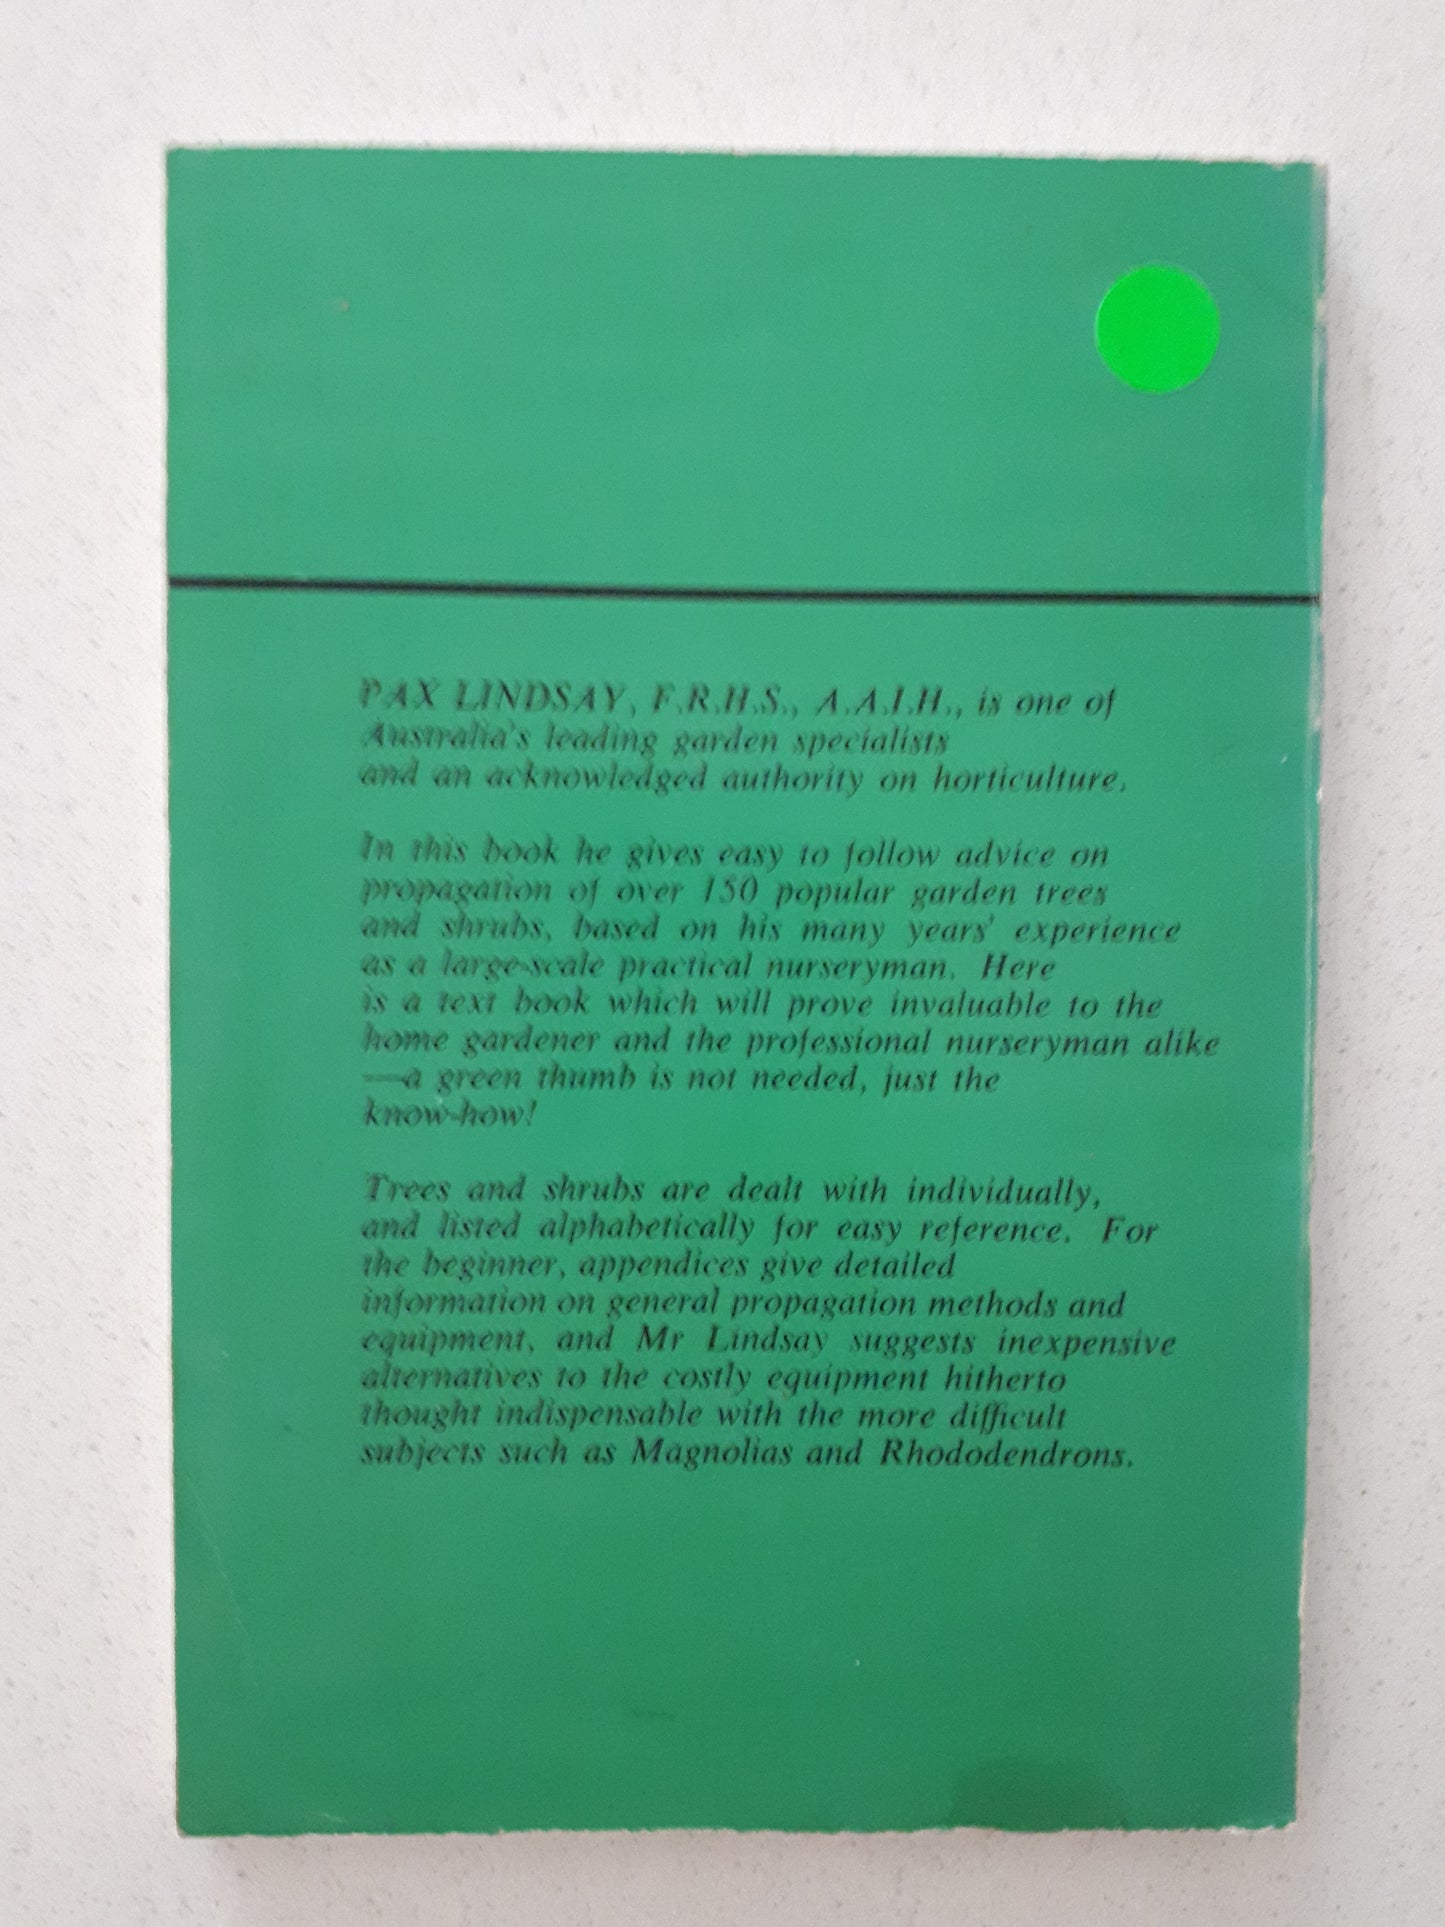 PAX LINDSAY, F.R.H.S., A.A.I.H., is one of
Australia's leading garden specialists
and an acknowledged authority on horticulture.
In this book he gives easy to follow advice on
propagation of over 150 popular garden trees
and shrubs, based on his many years' experience
as a large-scale practical nurseryman. Here
is a text book which will prove invaluable to the
home gardener and the professional nurseryman alike
—a green thumb is not needed, just the
know-how!
Trees and shrubs are dealt with individually,
and listed alphabetically for easy reference. For
the beginner, appendices give detailed
information on general propagation methods and
equipment, and Mr Lindsay suggests inexpensive
alternatives to the costly equipment hitherto
thought indispensable with the more difficult
subjects such as Magnolias and Rhododendrons.